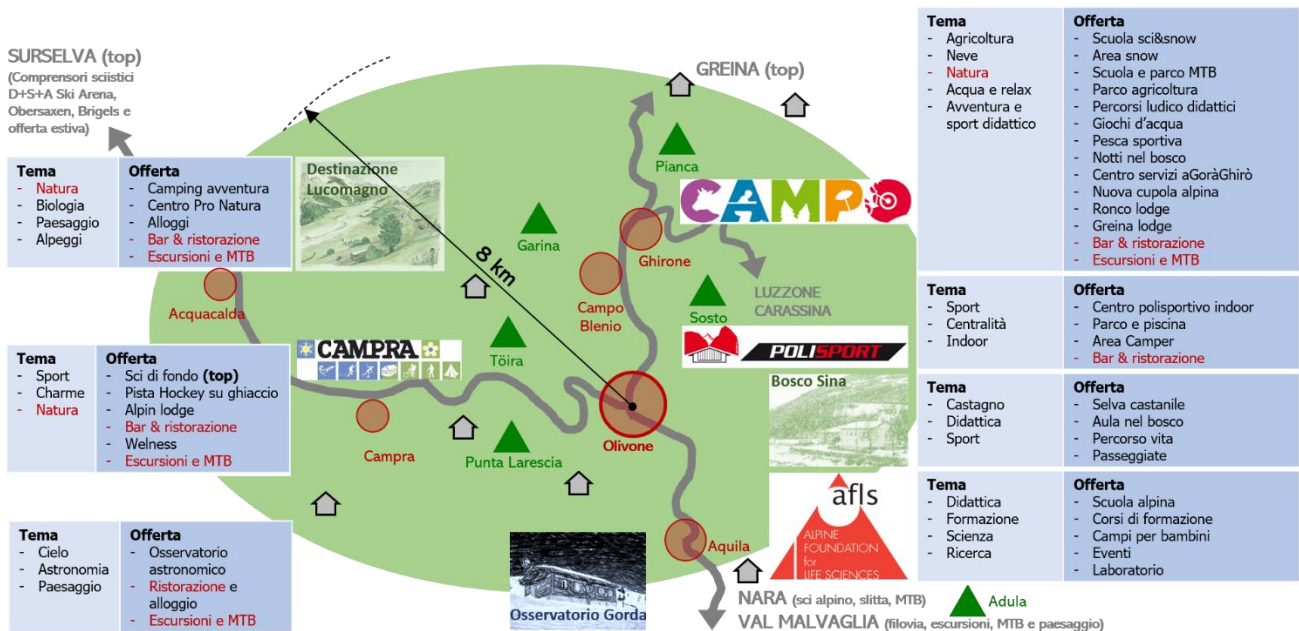 SURSELVA (top)
(Comprensori sciistici
D+S+A Ski Arena,
Obersaxen, Brigels e
offerta estiva)
Tema
- Natura
- Biologia
- Paesaggio
- Alpeggi
Offerta
- Camping avventura
- Centro Pro Natura
- Alloggi
- Bar & ristorazione
- Escursioni e MTB
Destinazione
Lucomagno
8 km
GREINA (top)
Pianca
CAMPO
Garina
Ghirone
Campo
Blenio
LUZZONE
CARASSINA
Sosto
POLISPORT
Acquacalda
CAMPRA
Töira
Bosco Sina
Tema
- Sport
- Charme
- Natura
Offerta
- Sci di fondo (top)
- Pista Hockey su ghiaccio
- Alpin lodge
- Bar & ristorazione
- Welness
- Escursioni e MTB
Campra
Punta Larescia
Olivone
afls
ALPINE
FOUNDATION
for
LIFE SCIENCES
Aquila
Tema
- Cielo
- Astronomia
- Paesaggio
Offerta
- Osservatorio
astronomico
- Ristorazione e
alloggio
- Escursioni e MTB
Osservatorio Gorda
NARA (sci alpino, slitta, MTB)
VAL MALVAGLIA (filovia, escursioni, MTB e paesaggio)
Adula
Tema
- Agricoltura
- Neve
- Natura
- Acqua e relax
- Avventura e
sport didattico
Offerta
- Scuola sci&snow
- Area snow
- Scuola e parco MTB
- Parco agricoltura
- Percorsi ludico didattici
- Giochi d'acqua
- Pesca sportiva
- Notti nel bosco
- Centro servizi aGoràGhirò
- Nuova cupola alpina
- Ronco lodge
- Greina lodge
- Bar & ristorazione
- Escursioni e MTB
Tema
- Sport
- Centralità
- Indoor
Offerta
- Centro polisportivo indoor
- Parco e piscina
- Area Camper
- Bar & ristorazione
Tema
- Castagno
- Didattica
- Sport
Offerta
- Selva castanile
- Aula nel bosco
- Percorso vita
- Passeggiate
Tema
- Didattica
- Formazione
- Scienza
- Ricerca
Offerta
- Scuola alpina
- Corsi di formazione
- Campi per bambini
- Eventi
- Laboratorio